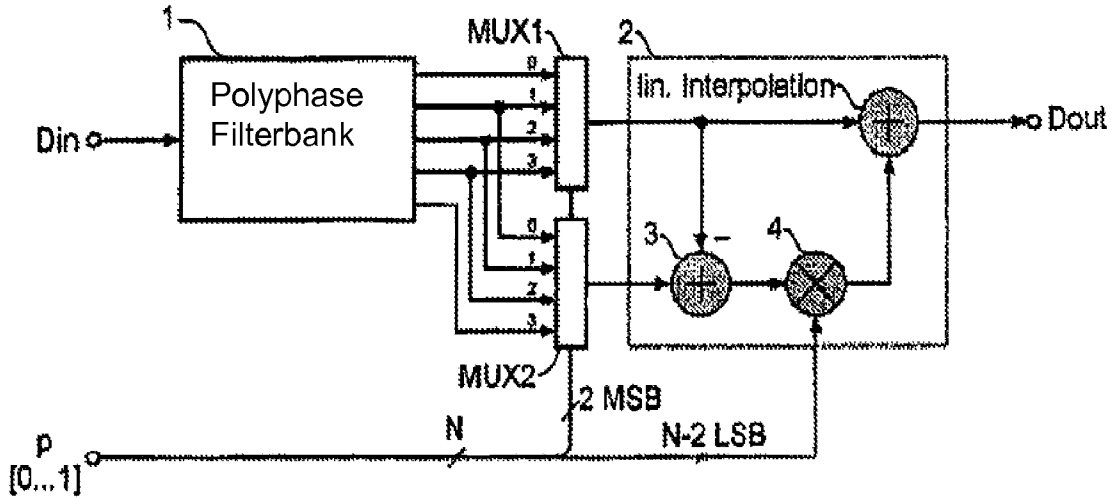 1
MUX1
2
Polyphase
Filterbank
lin. Interpolation
Din
Dout
0
1
2
3
0
1
2
3
3
4
–
MUX2
2 MSB
N
N-2 LSB
p
[0...1]